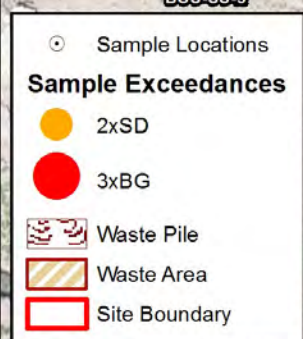 Sample Locations
Sample Exceedances
2xSD
3xBG
Waste Pile
Waste Area
Site Boundary